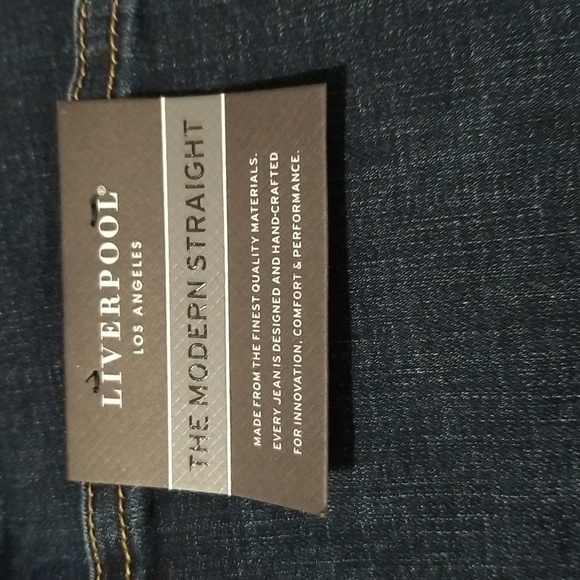 LIVERPOOL®
LOS ANGELES
THE MODERN STRAIGHT
MADE FROM THE FINEST QUALITY MATERIALS.
EVERY JEAN IS DESIGNED AND HAND-CRAFTED
FOR INNOVATION, COMFORT & PERFORMANCE.